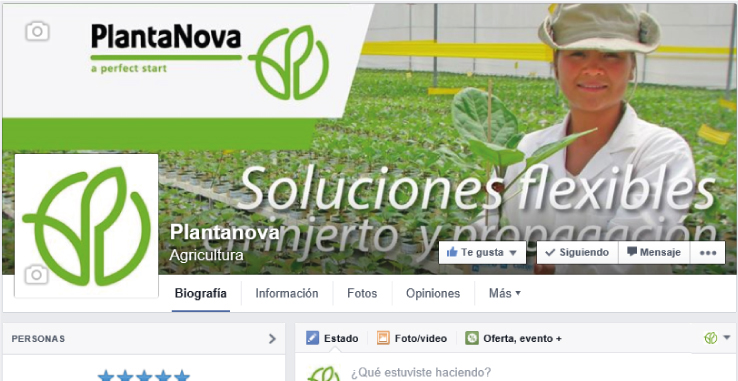 PlantaNova
a perfect start
Soluciones flexibles
en injerto y propagación
Plantanova
Agricultura
Te gusta
Siguiendo
Mensaje
Biografía
Información
Fotos
Opiniones
Más
PERSONAS
Estado
Foto/video
Oferta, evento +
¿Qué estuviste haciendo?